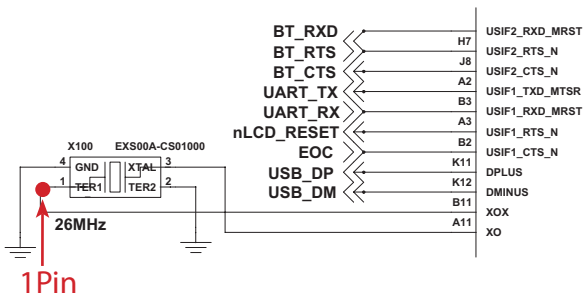 BT_RXD USIF2_RXD_MRST
H7
BT_RTS USIF2_RTS_N
J8
BT_CTS USIF2_CTS_N
A2
UART_TX USIF1_TXD_MTSR
B3
UART_RX USIF1_RXD_MRST
A3
nLCD_RESET USIF1_RTS_N
B2
EOC USIF1_CTS_N
K11
USB_DP DPLUS
K12
USB_DM DMINUS
B11
XOX
A11
XO
X100 EXS00A-CS01000
4 GND XTAL 3
1 TER1 TER2 2
26MHz
1Pin